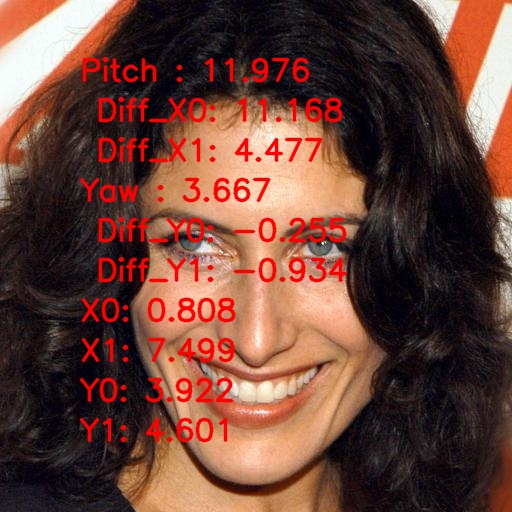 Pitch : 11.976
Diff_X0: 11.168
Diff_X1: 4.477
Yaw : 3.667
Diff_Y0: -0.255
Diff_Y1: -0.934
X0: 0.808
X1: 7.499
Y0: 3.922
Y1: 4.601